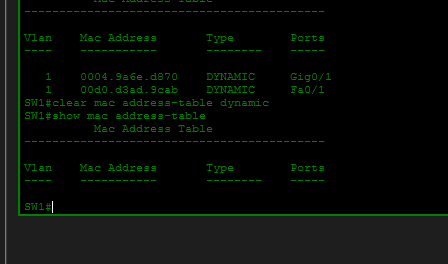 Mac Address Table
-------------------------------------------
Vlan    Mac Address       Type        Ports
----    -----------       --------    -----
1    0004.9a6e.d870    DYNAMIC     Gig0/1
1    00d0.d3ad.9cab    DYNAMIC     Fa0/1
SW1#clear mac address-table dynamic
SW1#show mac address-table
Mac Address Table
-------------------------------------------
Vlan    Mac Address       Type        Ports
----    -----------       --------    -----
SW1#